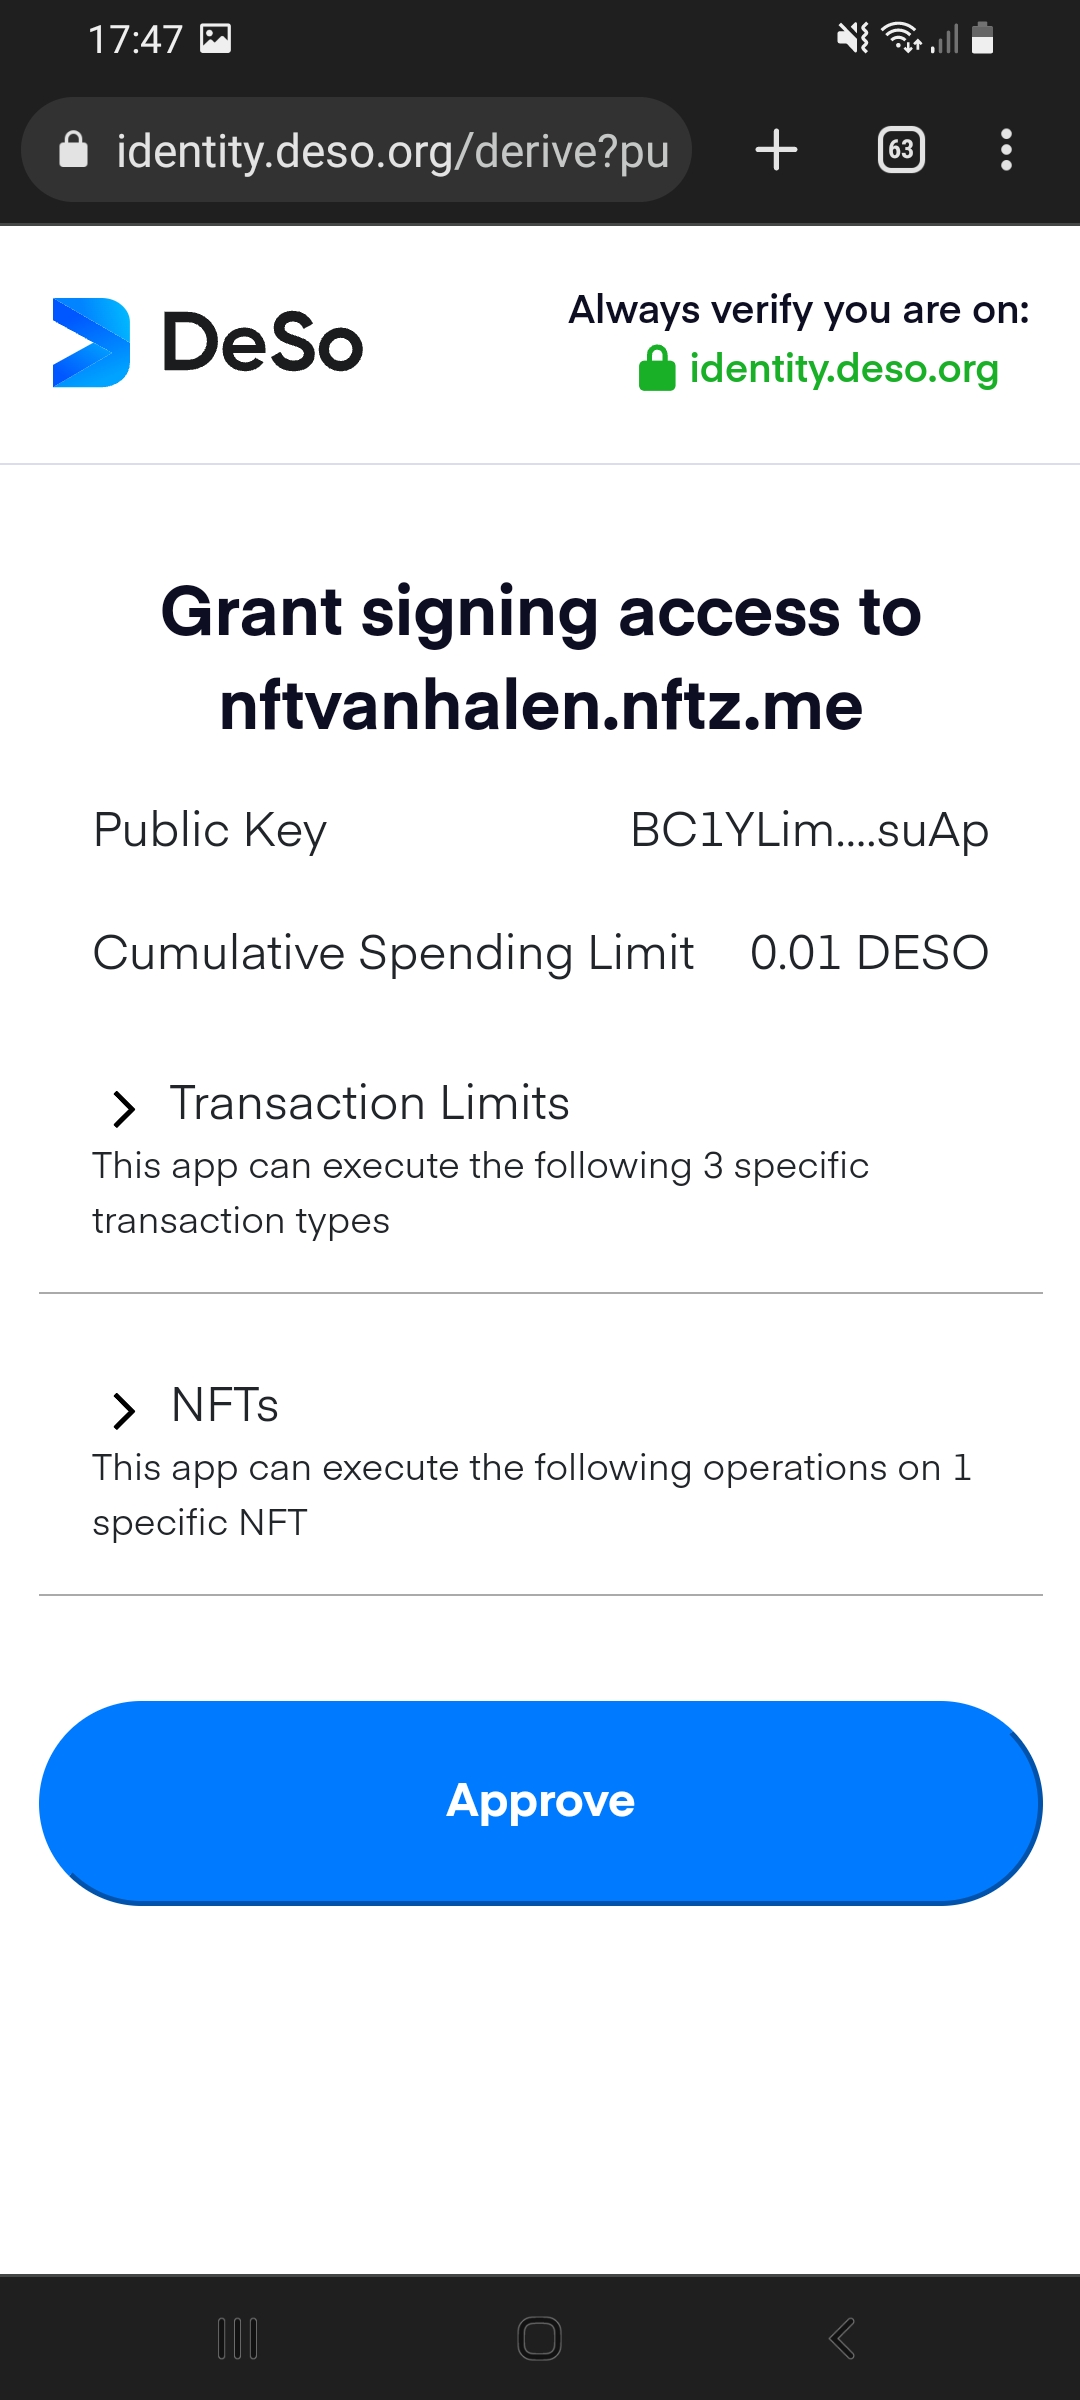 17:47
identity.deso.org/derive?pu
63
DeSo
Always verify you are on:
identity.deso.org
Grant signing access to
nftvanhalen.nftz.me
Public Key BC1YLim....suAp
Cumulative Spending Limit 0.01 DESO
Transaction Limits
This app can execute the following 3 specific
transaction types
NFTs
This app can execute the following operations on 1
specific NFT
Approve